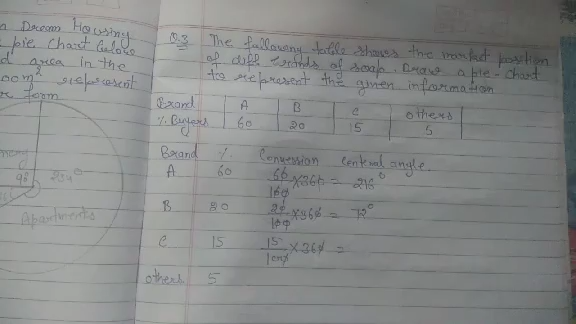 a Dream Housing
pie chart below
d area in the
oom² represent
r form
96
204°
Apartments
Q.3 The following table shows the market position
of diff kinds of soap. Draw a pie-chart
to represent the given information
Brand A B C others
% Buyers 60 20 15 5
Brand % Conversion Central angle.
A 60 60/100 × 360 = 216°
B 20 20/100 × 360 = 72°
C 15 15/100 × 360 =
others 5